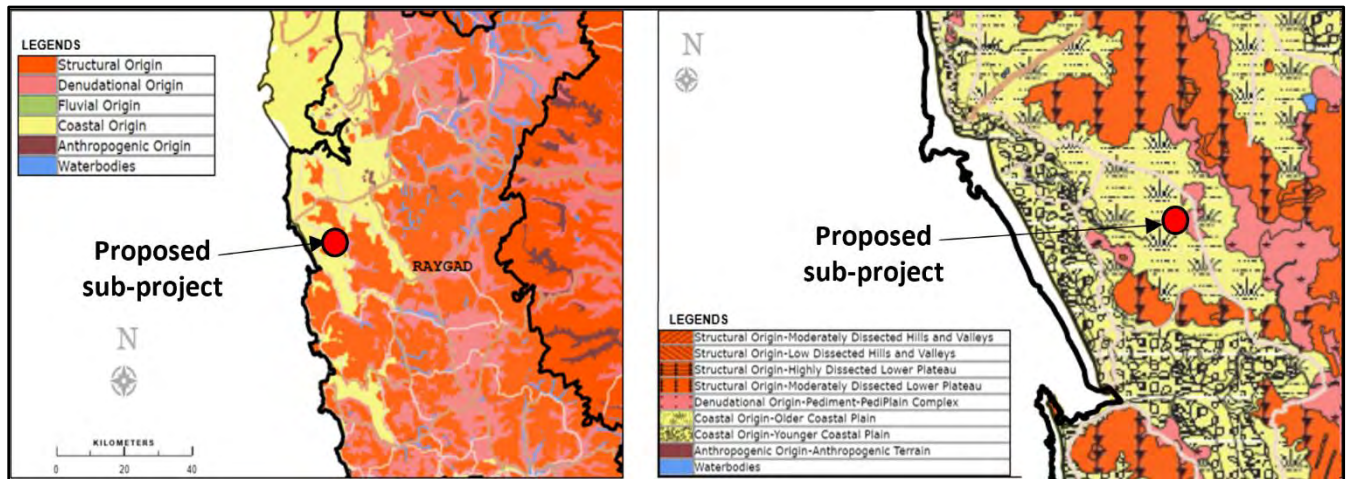 LEGENDS
Structural Origin
Denudational Origin
Fluvial Origin
Coastal Origin
Anthropogenic Origin
Waterbodies
Proposed
sub-project
RAYGAD
N
KILOMETERS
0 20 40
N
Proposed
sub-project
LEGENDS
Structural Origin-Moderately Dissected Hills and Valleys
Structural Origin-Low Dissected Hills and Valleys
Structural Origin-Highly Dissected Lower Plateau
Structural Origin-Moderately Dissected Lower Plateau
Denudational Origin-Pediment-PediPlain Complex
Coastal Origin-Older Coastal Plain
Coastal Origin-Younger Coastal Plain
Anthropogenic Origin-Anthropogenic Terrain
Waterbodies